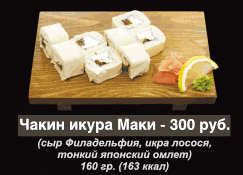 Чакин икура Маки - 300 руб.
(сыр Филадельфия, икра лосося,
тонкий японский омлет)
160 гр. (163 ккал)